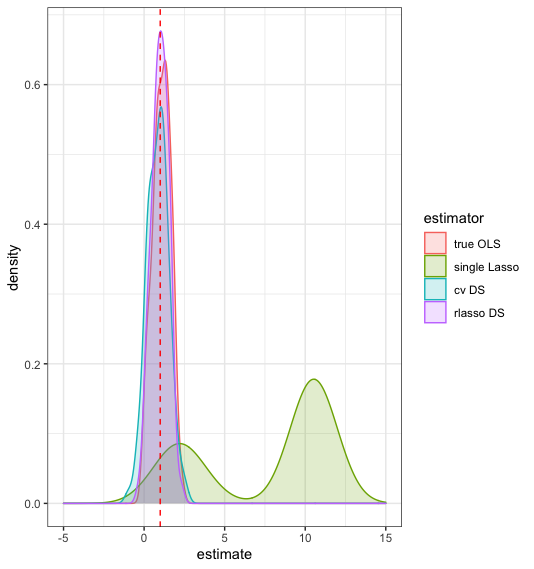 0.6
0.4
0.2
0.0
density
-5
0
5
10
15
estimate
estimator
true OLS
single Lasso
cv DS
rlasso DS